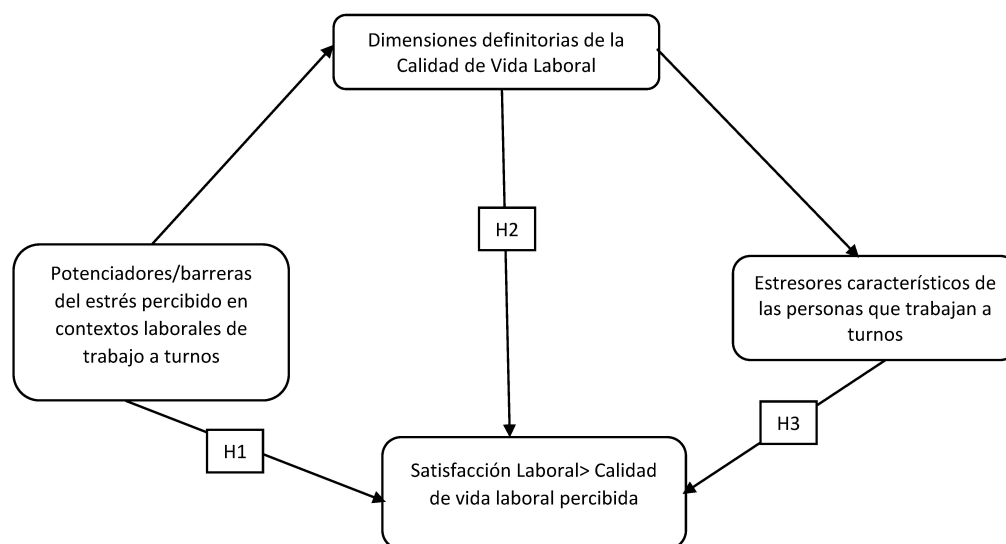 Dimensiones definitorias de la
Calidad de Vida Laboral
H2
Potenciadores/barreras
del estrés percibido en
contextos laborales de
trabajo a turnos
Estresores característicos de
las personas que trabajan a
turnos
H1
H3
Satisfacción Laboral> Calidad
de vida laboral percibida